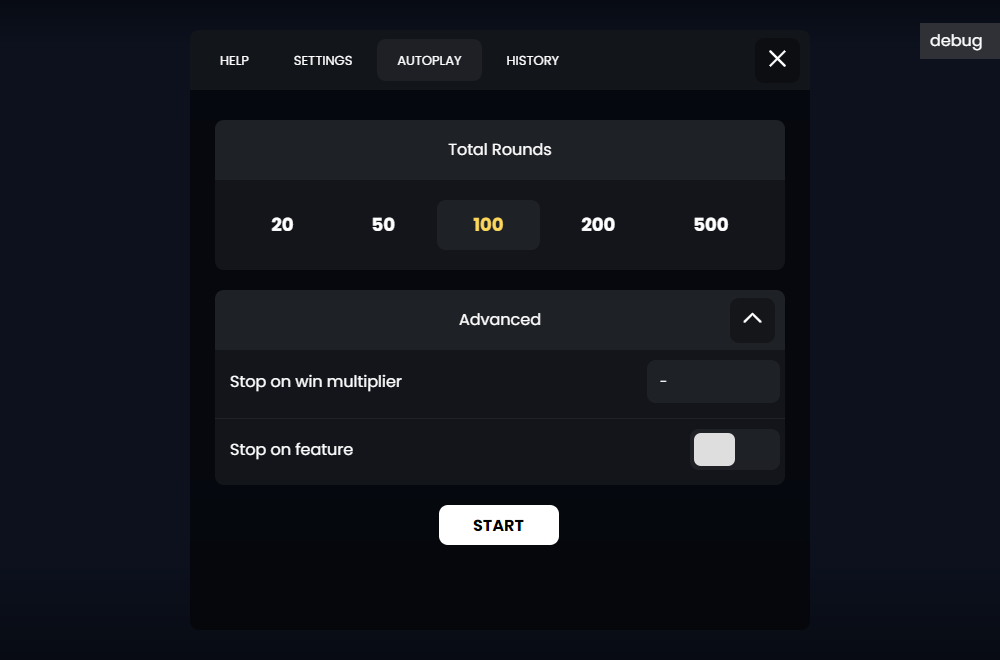 debug
HELP SETTINGS AUTOPLAY HISTORY
Total Rounds
20 50 100 200 500
Advanced
Stop on win multiplier -
Stop on feature
START